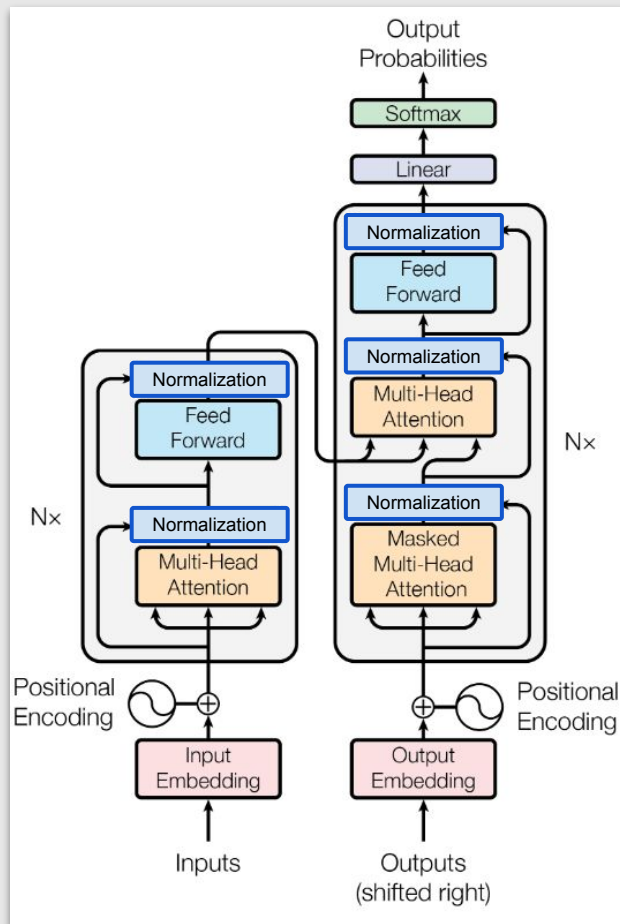 Output
Probabilities
Softmax
Linear
Normalization
Feed
Forward
Normalization
Multi-Head
Attention
Normalization
Masked
Multi-Head
Attention
Nx
Normalization
Feed
Forward
Normalization
Multi-Head
Attention
Nx
Positional
Encoding
Positional
Encoding
Input
Embedding
Output
Embedding
Inputs
Outputs
(shifted right)